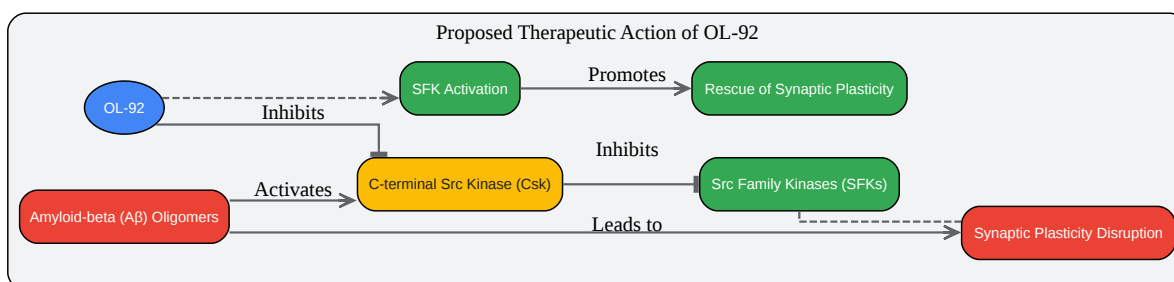 Proposed Therapeutic Action of OL-92
Promotes
SFK Activation
Rescue of Synaptic Plasticity
OL-92
Inhibits
Inhibits
C-terminal Src Kinase (Csk)
Src Family Kinases (SFKs)
Activates
Amyloid-beta (Aβ) Oligomers
Leads to
Synaptic Plasticity Disruption